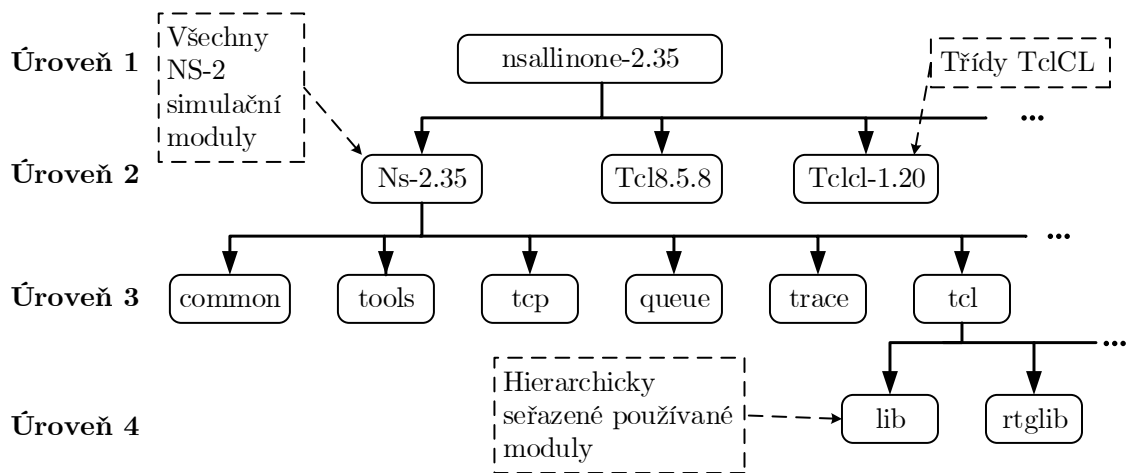 Úroveň 1
Všechny
NS-2
simulační
moduly
nsallinone-2.35
Třídy TclCL
...
Úroveň 2
Ns-2.35
Tcl8.5.8
Tclcl-1.20
...
Úroveň 3
common
tools
tcp
queue
trace
tcl
...
Úroveň 4
Hierarchicky
seřazené používané
moduly
lib
rtglib